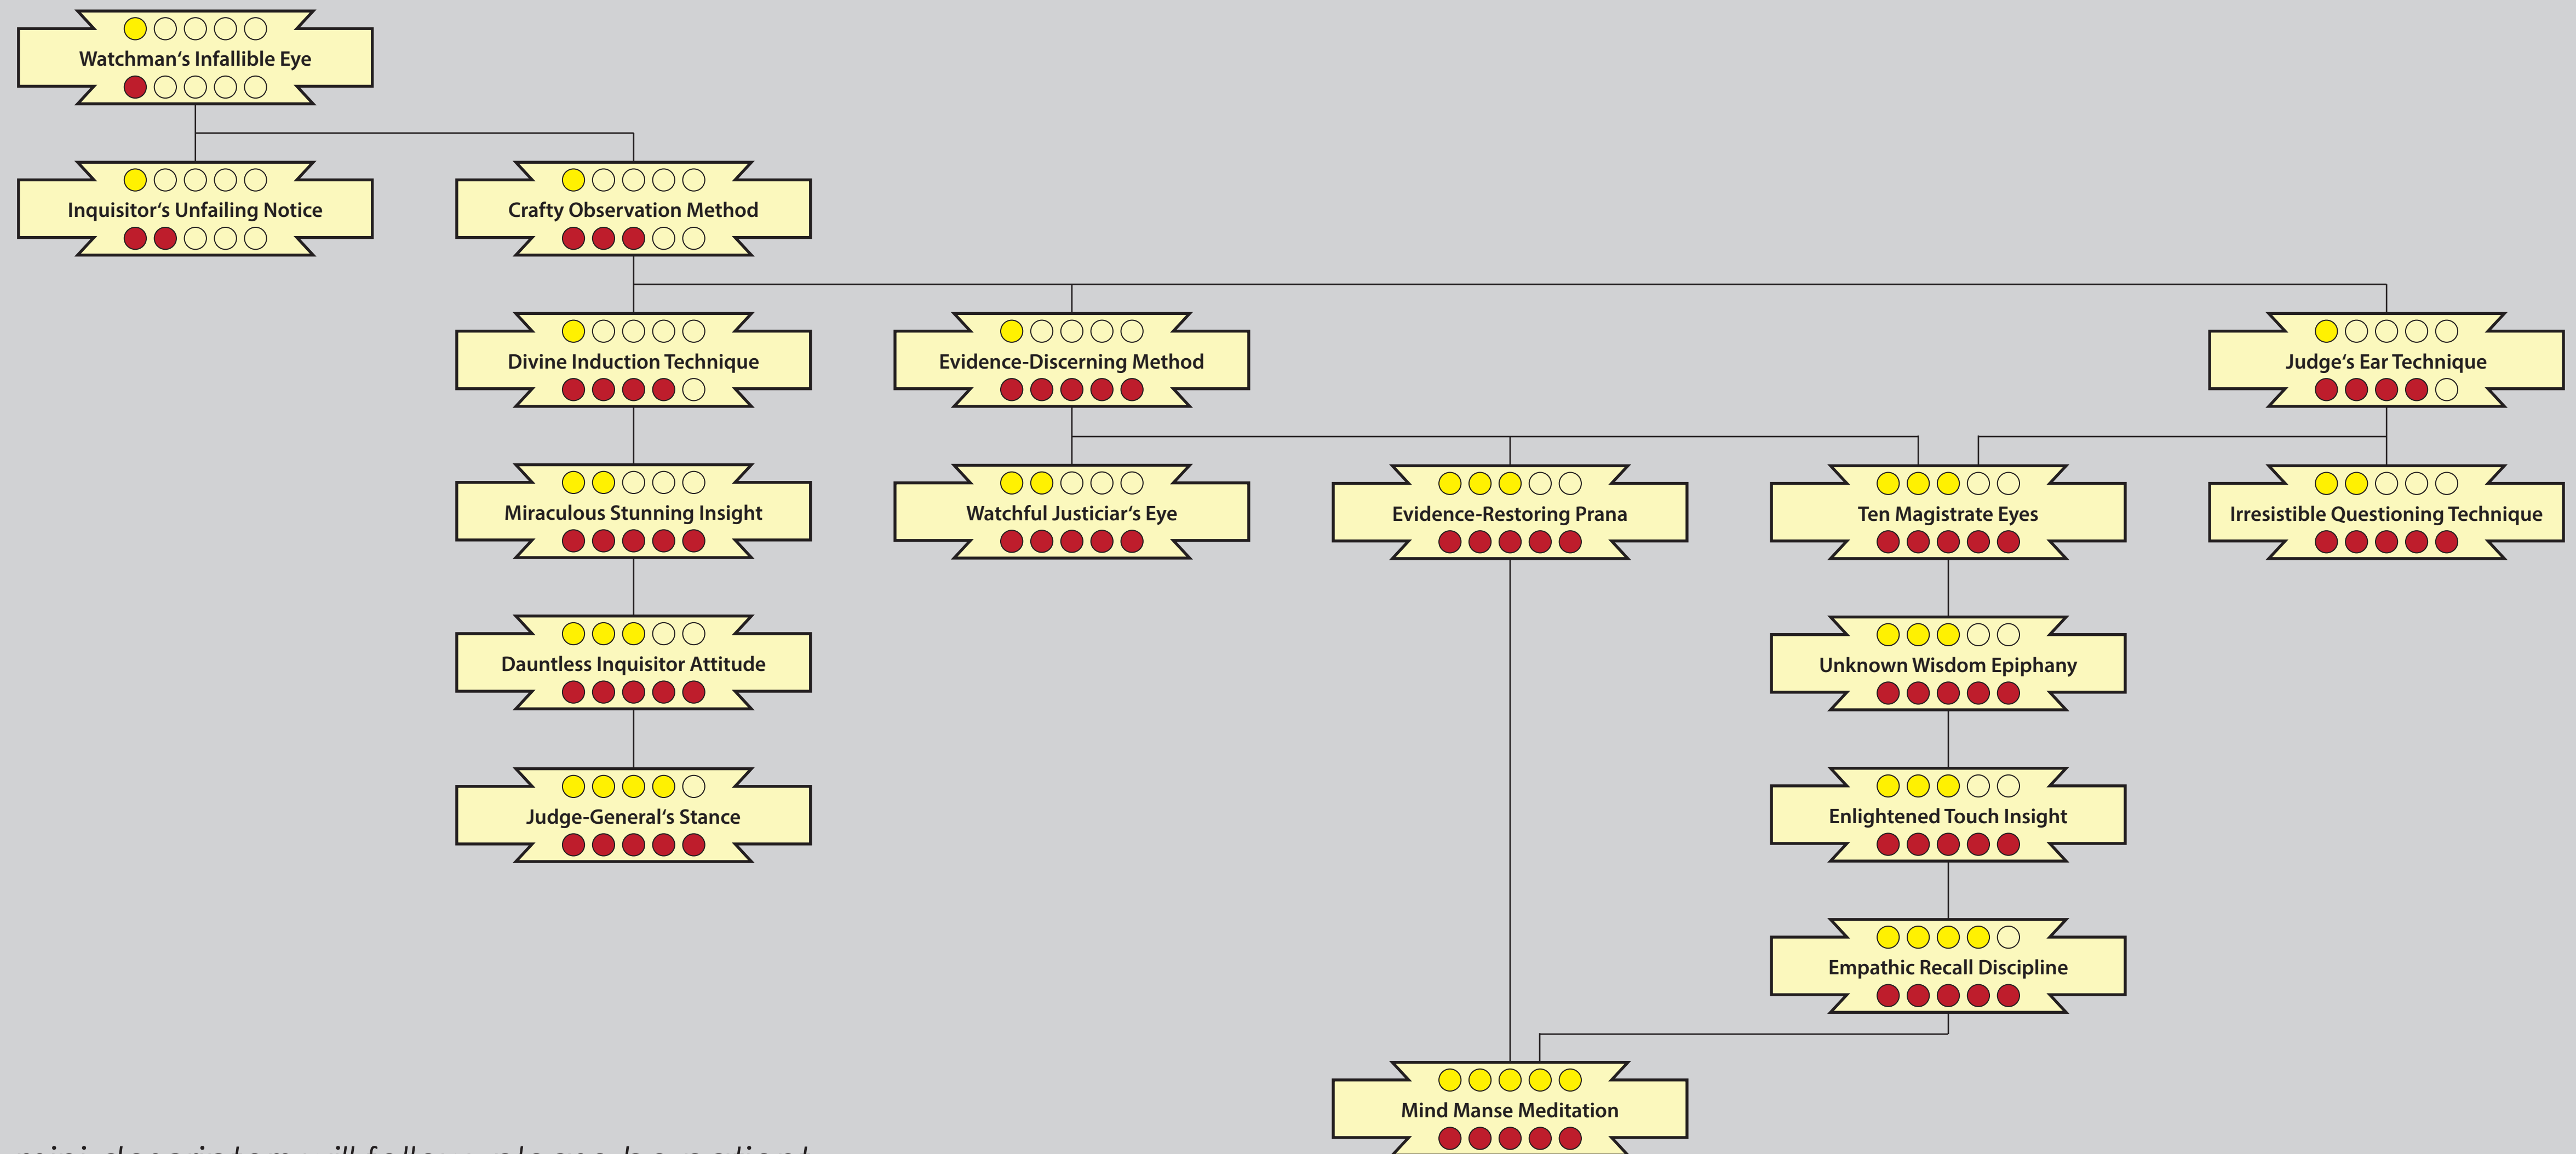 Watchman‘s Infallible Eye
Inquisitor‘s Unfailing Notice
Crafty Observation Method
Divine Induction Technique
Evidence-Discerning Method
Judge‘s Ear Technique
Miraculous Stunning Insight
Watchful Justiciar‘s Eye
Evidence-Restoring Prana
Ten Magistrate Eyes
Irresistible Questioning Technique
Dauntless Inquisitor Attitude
Unknown Wisdom Epiphany
Judge-General‘s Stance
Enlightened Touch Insight
Empathic Recall Discipline
Mind Manse Meditation
will follow